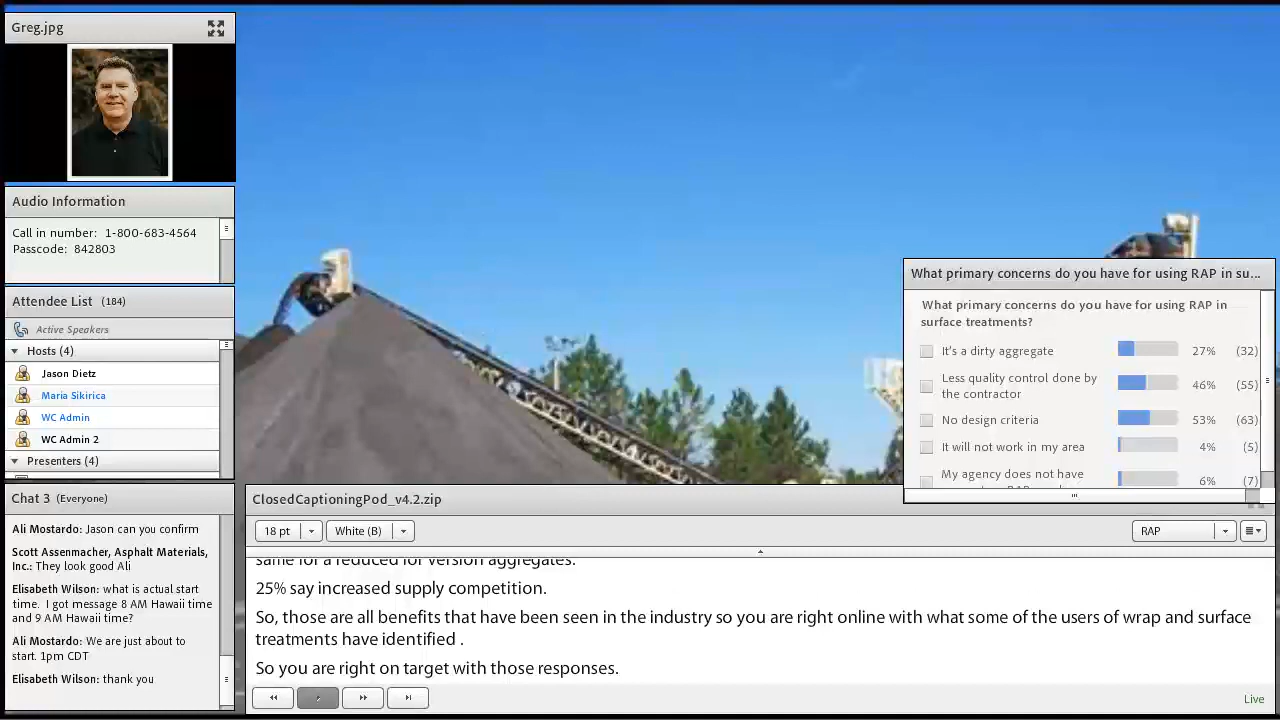 Greg.jpg
Audio Information
Call in number: 1-800-683-4564
Passcode: 842803
Attendee List (184)
Active Speakers
Hosts (4)
Jason Dietz
Maria Sikirica
WC Admin
WC Admin 2
Presenters (4)
Chat 3 (Everyone)
Ali Mostardo: Jason can you confirm
Scott Assenmacher, Asphalt Materials,
Inc.: They look good Ali
Elisabeth Wilson: what is actual start
time. I got message 8 AM Hawaii time
and 9 AM Hawaii time?
Ali Mostardo: We are just about to
start. 1pm CDT
Elisabeth Wilson: thank you
What primary concerns do you have for using RAP in su...
What primary concerns do you have for using RAP in
surface treatments?
It's a dirty aggregate 27% (32)
Less quality control done by
the contractor 46% (55)
No design criteria 53% (63)
It will not work in my area 4% (5)
My agency does not have
6% (7)
ClosedCaptioningPod_v4.2.zip
18 pt White (B) RAP
same for a reduced for version aggregates.
25% say increased supply competition.
So, those are all benefits that have been seen in the industry so you are right online with what some of the users of wrap and surface
treatments have identified .
So you are right on target with those responses.
Live